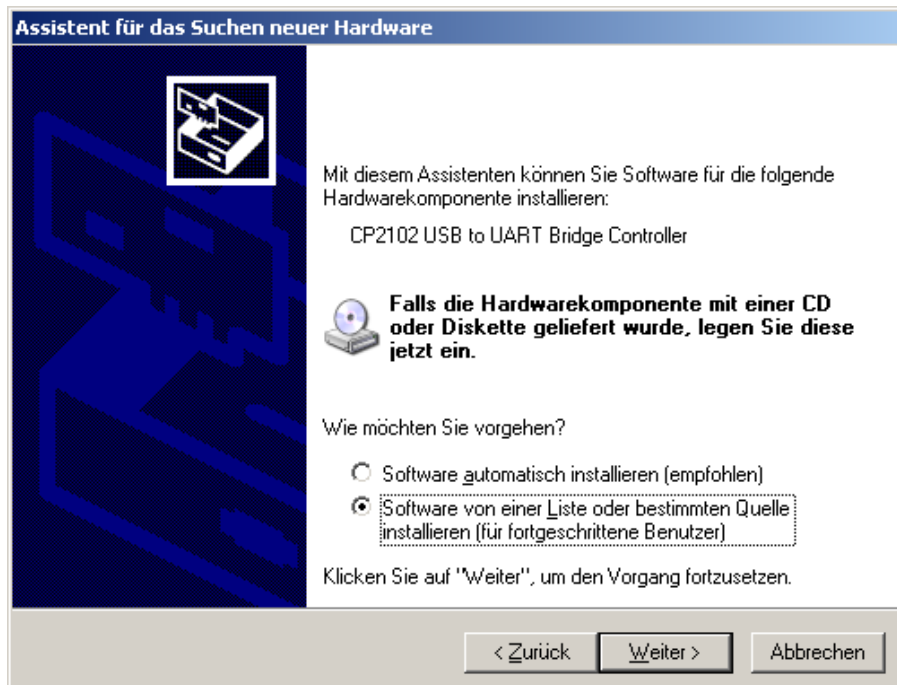 Assistent für das Suchen neuer Hardware
Mit diesem Assistenten können Sie Software für die folgende
Hardwarekomponente installieren:
CP2102 USB to UART Bridge Controller
Falls die Hardwarekomponente mit einer CD
oder Diskette geliefert wurde, legen Sie diese
jetzt ein.
Wie möchten Sie vorgehen?
Software automatisch installieren (empfohlen)
Software von einer Liste oder bestimmten Quelle
installieren (für fortgeschrittene Benutzer)
Klicken Sie auf "Weiter", um den Vorgang fortzusetzen.
< Zurück Weiter > Abbrechen